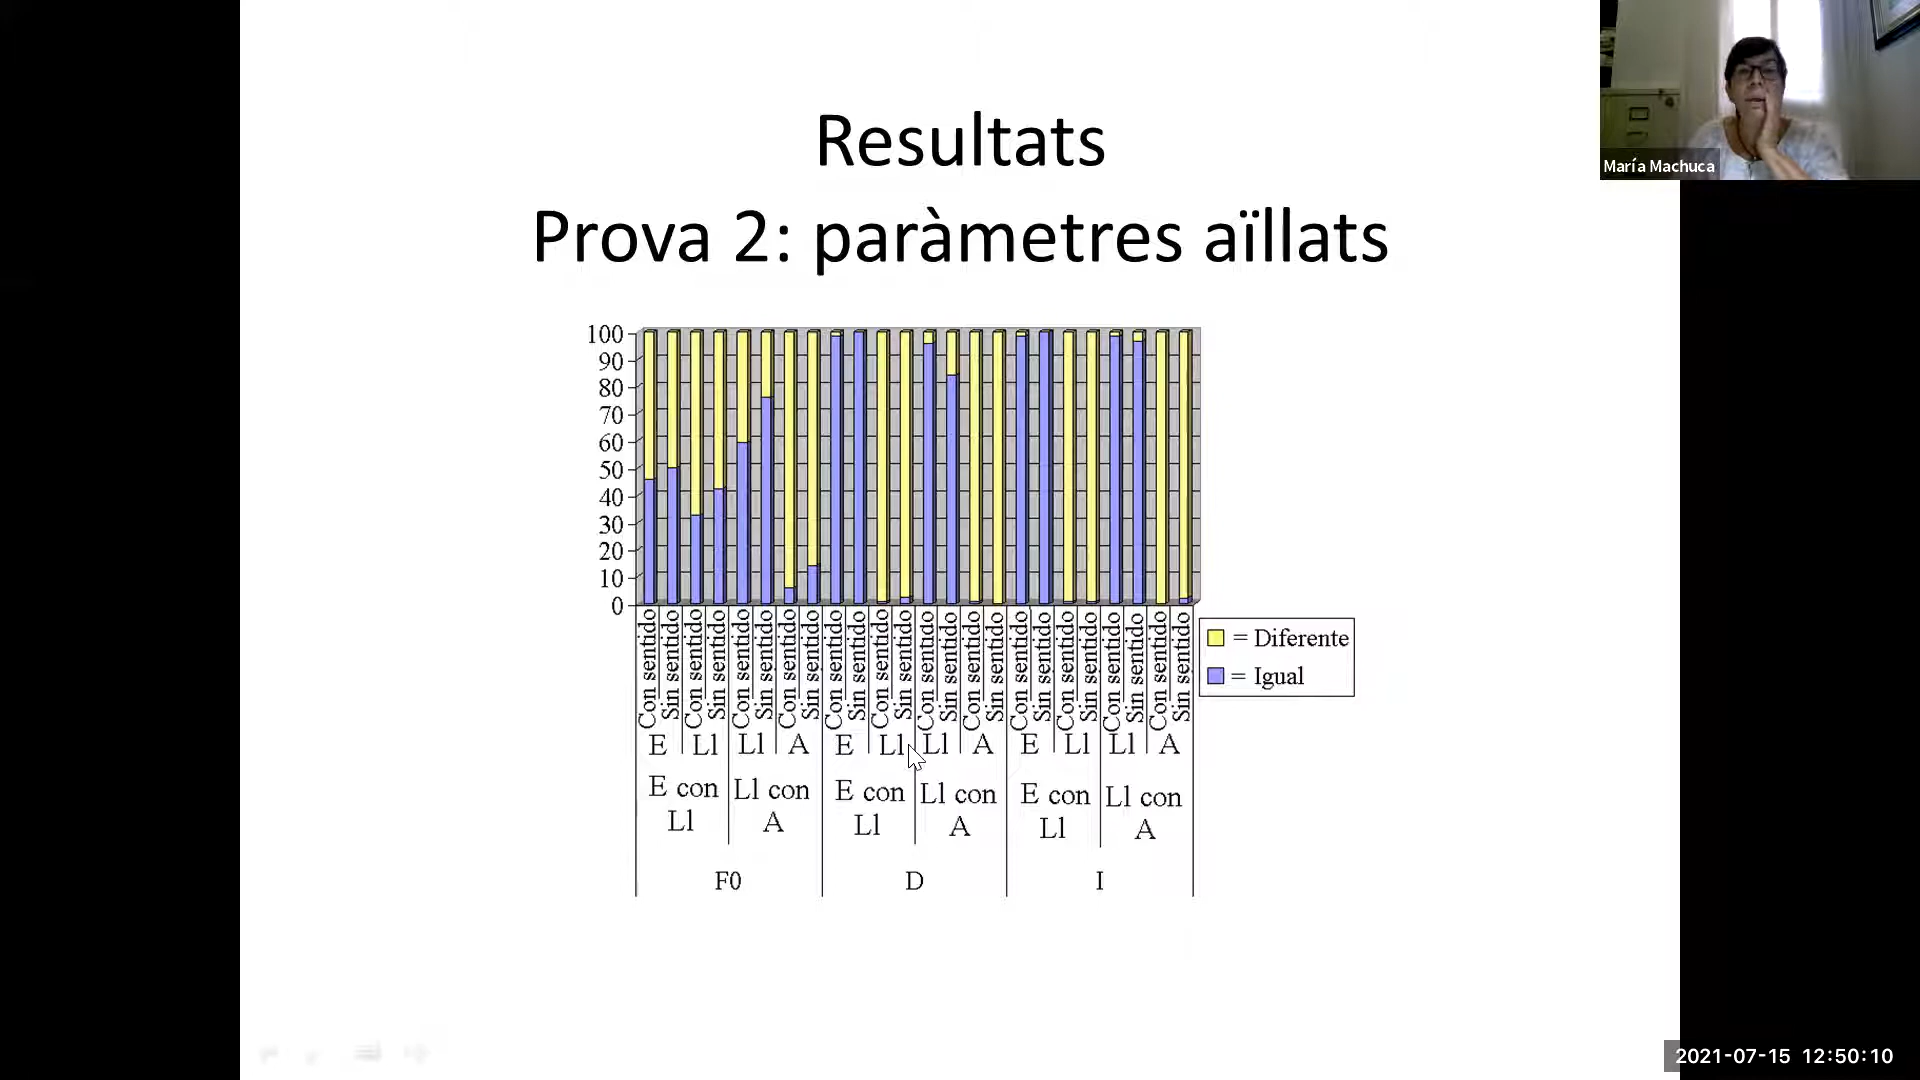 Resultats
Prova 2: paràmetres aïllats
María Machuca
100
90
80
70
60
50
40
30
20
10
0
Con sentido Sin sentido Con sentido Sin sentido Con sentido Sin sentido Con sentido Sin sentido Con sentido Sin sentido Con sentido Sin sentido Con sentido Sin sentido Con sentido Sin sentido Con sentido Sin sentido Con sentido Sin sentido Con sentido Sin sentido Con sentido Sin sentido
= Diferente
= Igual
E Ll Ll A E Ll Ll A E Ll Ll A
E con Ll con E con Ll con E con Ll con
Ll A Ll A Ll A
F0 D I
2021-07-15 12:50:10